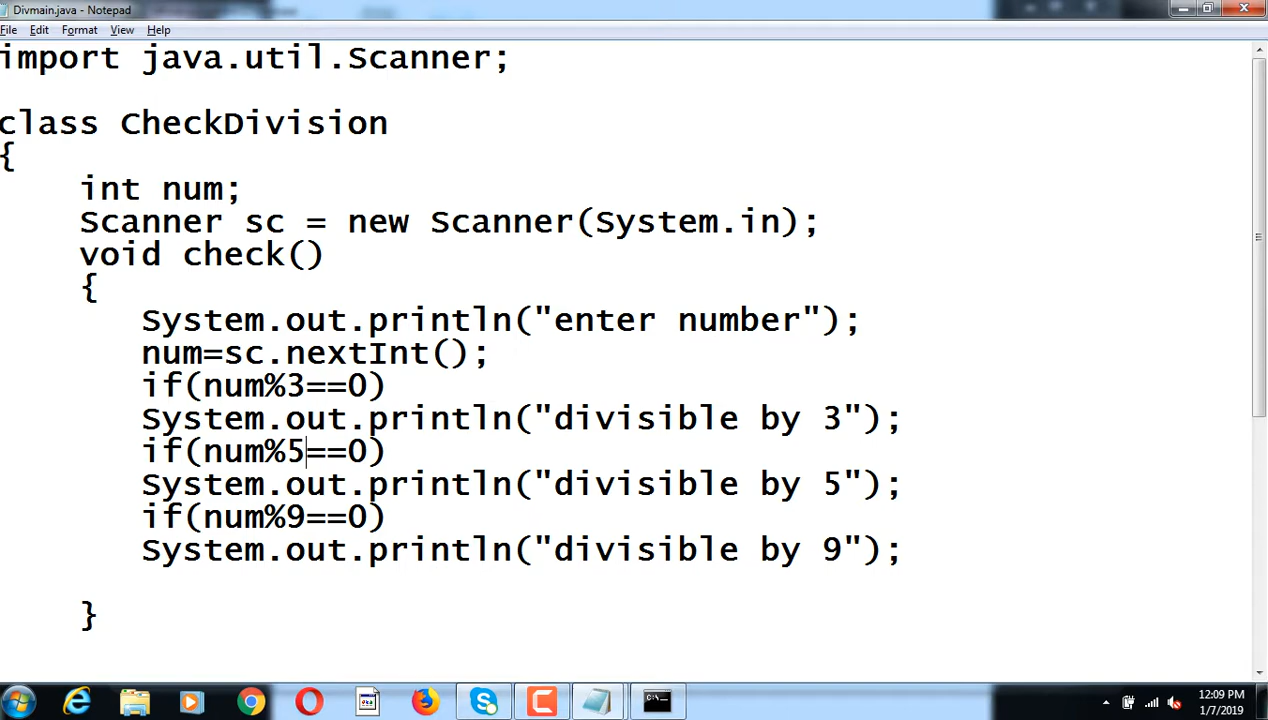 Divmain.java - Notepad
File Edit Format View Help
import java.util.Scanner;
class CheckDivision
{
int num;
Scanner sc = new Scanner(System.in);
void check()
{
System.out.println("enter number");
num=sc.nextInt();
if(num%3==0)
System.out.println("divisible by 3");
if(num%5==0)
System.out.println("divisible by 5");
if(num%9==0)
System.out.println("divisible by 9");
}
12:09 PM
1/7/2019